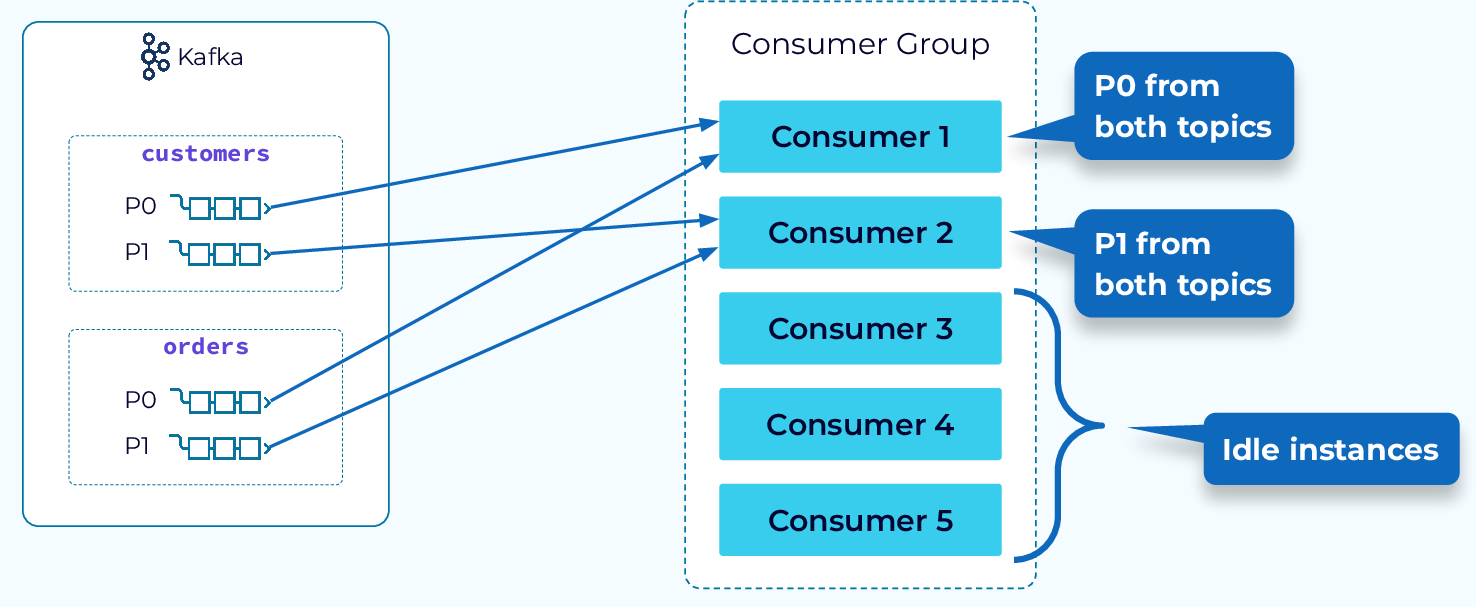 Kafka
customers
P0
P1
orders
P0
P1
Consumer Group
Consumer 1
Consumer 2
Consumer 3
Consumer 4
Consumer 5
P0 from
both topics
P1 from
both topics
Idle instances